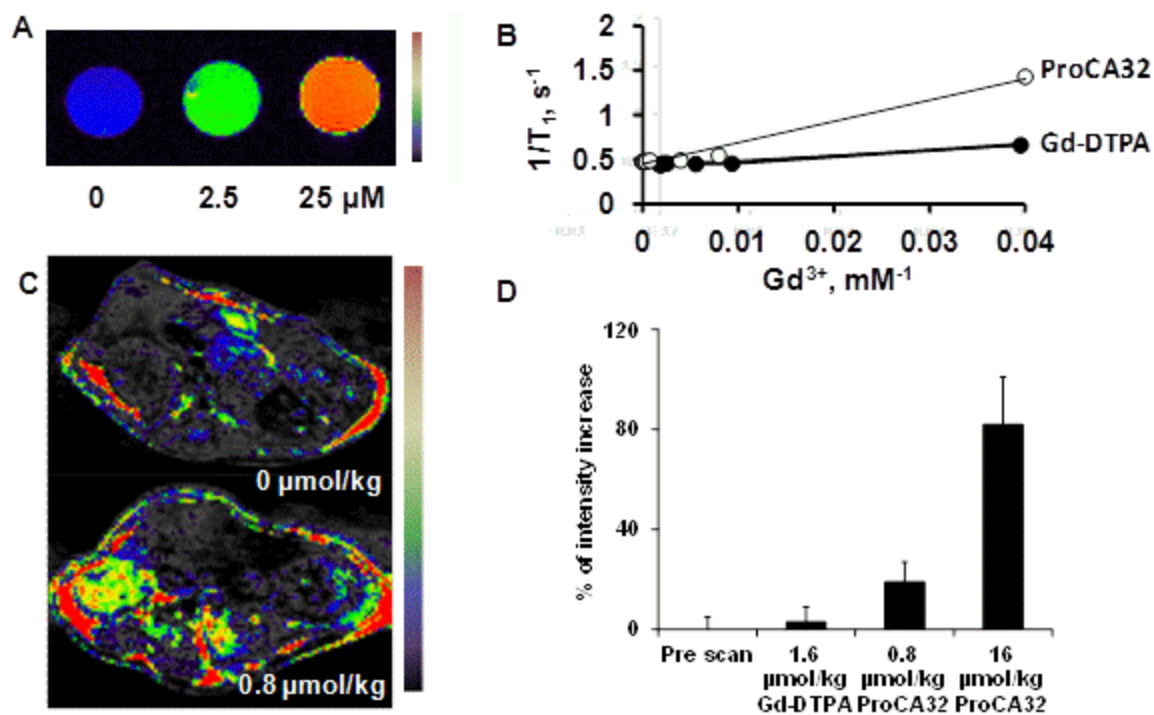 A
0 2.5 25 µM
B
1/T1, s-1
2
1.5
1
0.5
0
ProCA32
Gd-DTPA
0 0.01 0.02 0.03 0.04
Gd3+, mM-1
C
0 µmol/kg
0.8 µmol/kg
D
% of intensity increase
120
80
40
0
Pre scan 1.6 0.8 16
µmol/kg µmol/kg µmol/kg
Gd-DTPA ProCA32 ProCA32